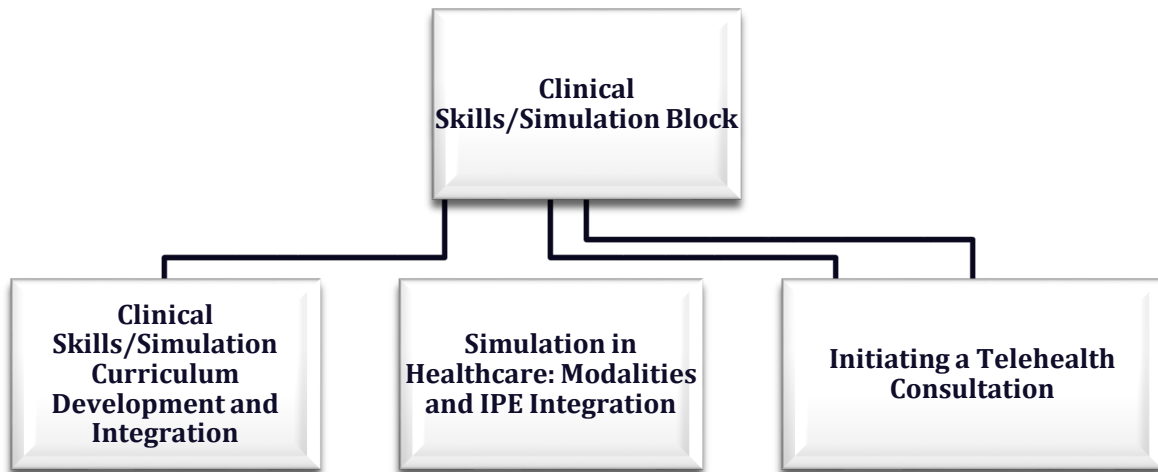 Clinical
Skills/Simulation Block
Clinical
Skills/Simulation
Curriculum
Development and
Integration
Simulation in
Healthcare: Modalities
and IPE Integration
Initiating a Telehealth
Consultation